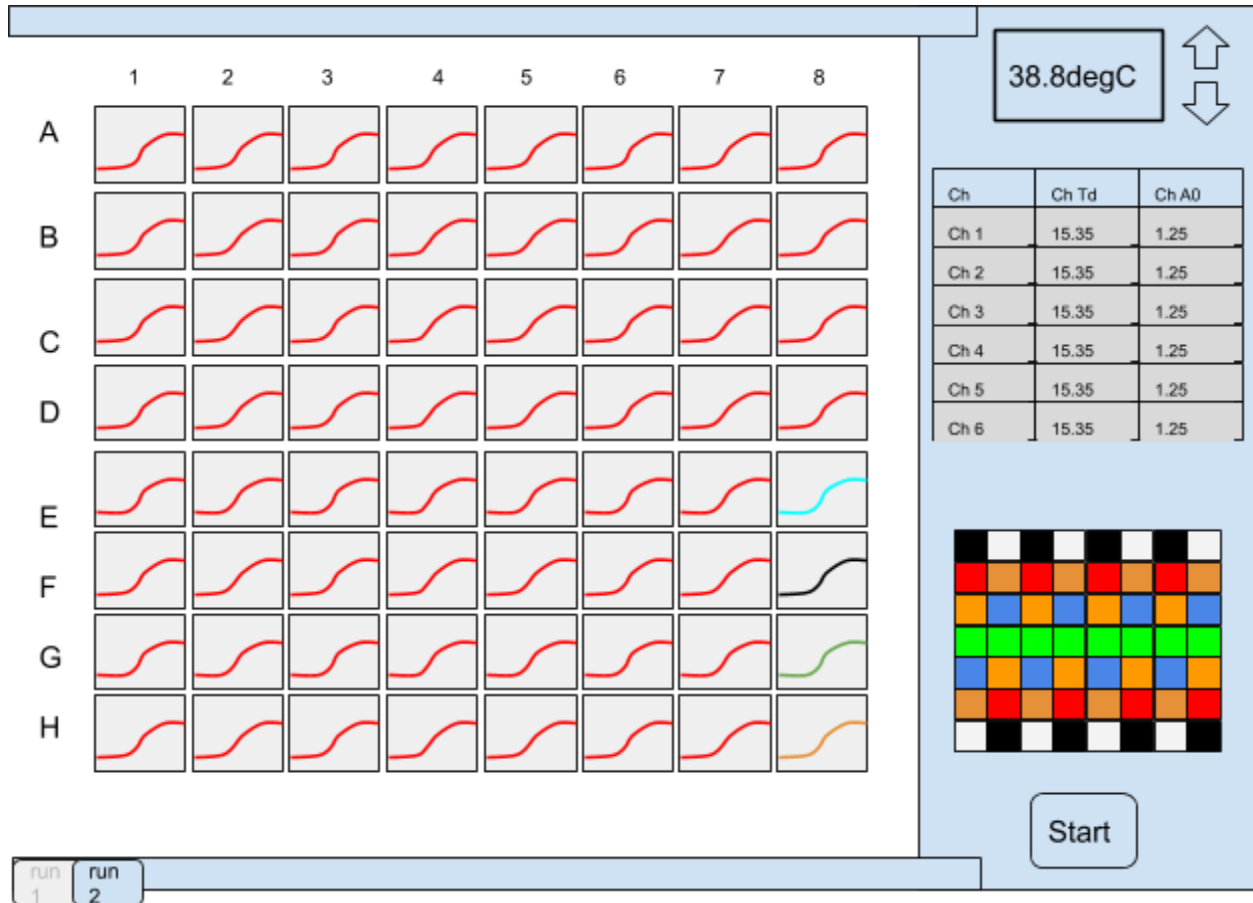 38.8degC
1 2 3 4 5 6 7 8
A
B
C
D
E
F
G
H
Ch Ch Td Ch A0
Ch 1 15.35 1.25
Ch 2 15.35 1.25
Ch 3 15.35 1.25
Ch 4 15.35 1.25
Ch 5 15.35 1.25
Ch 6 15.35 1.25
Start
run
1
run
2